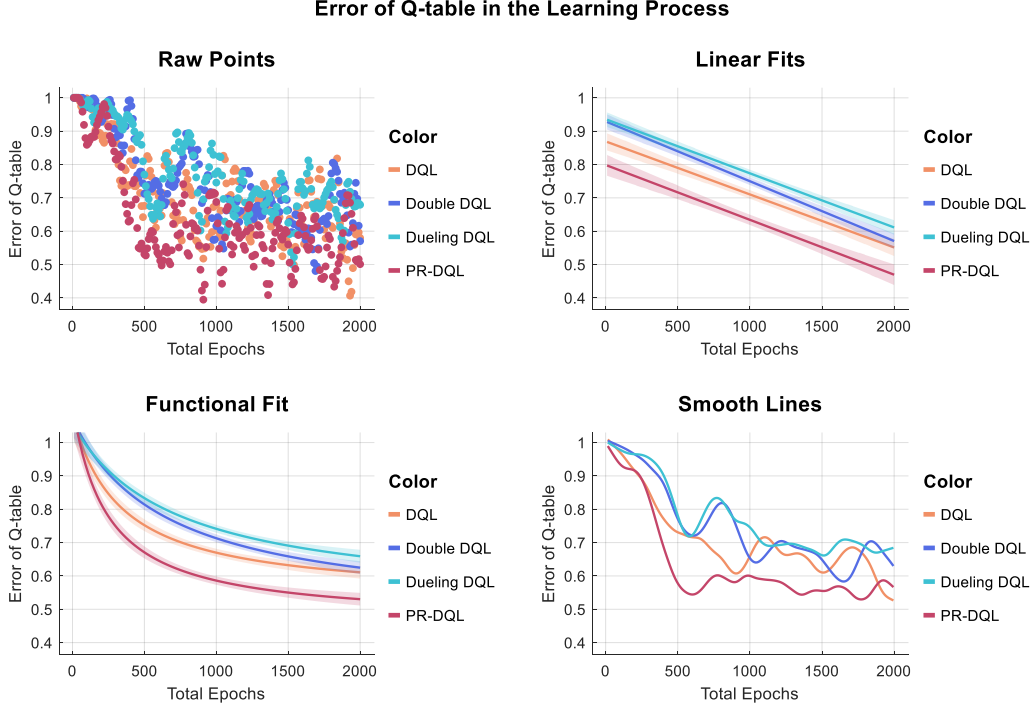 Error of Q-table in the Learning Process
Raw Points
Error of Q-table
1
0.9
0.8
0.7
0.6
0.5
0.4
0
500
1000
1500
2000
Total Epochs
Color
DQL
Double DQL
Dueling DQL
PR-DQL
Linear Fits
Error of Q-table
1
0.9
0.8
0.7
0.6
0.5
0.4
0
500
1000
1500
2000
Total Epochs
Color
DQL
Double DQL
Dueling DQL
PR-DQL
Functional Fit
Error of Q-table
1
0.9
0.8
0.7
0.6
0.5
0.4
0
500
1000
1500
2000
Total Epochs
Color
DQL
Double DQL
Dueling DQL
PR-DQL
Smooth Lines
Error of Q-table
1
0.9
0.8
0.7
0.6
0.5
0.4
0
500
1000
1500
2000
Total Epochs
Color
DQL
Double DQL
Dueling DQL
PR-DQL